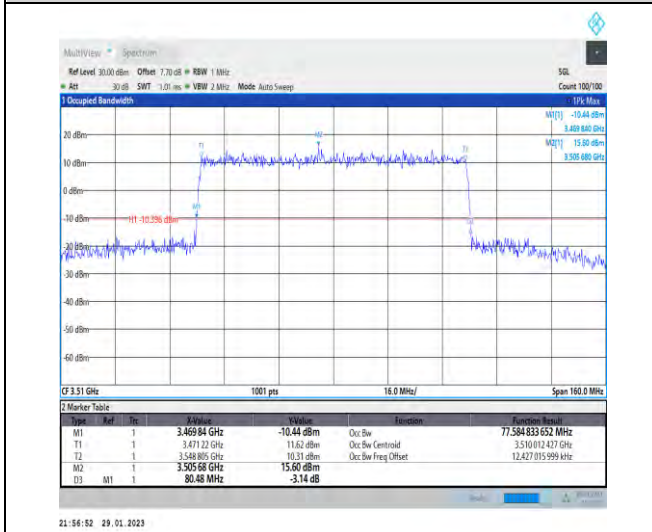 MultiView Spectrum
Ref Level 30.00 dBm Offset 7.70 dB RBW 1 MHz SGL
Att 30 dB SWT 1.01 ms VBW 2 MHz Mode Auto Sweep Count 100/100
1 Occupied Bandwidth 1Pk Max
M1[1] -10.44 dBm
3.469 840 GHz
M2[1] 15.60 dBm
3.505 680 GHz
20 dBm
M2
T1 T2
10 dBm
0 dBm
M1
-10 dBm H1 -10.396 dBm
-20 dBm
-30 dBm
-40 dBm
-50 dBm
-60 dBm
CF 3.51 GHz 1001 pts 16.0 MHz/ Span 160.0 MHz
2 Marker Table
Type Ref Trc X-Value Y-Value Function Function Result
M1 1 3.469 84 GHz -10.44 dBm Occ Bw 77.584 833 652 MHz
T1 1 3.471 22 GHz 11.62 dBm Occ Bw Centroid 3.510 012 427 GHz
T2 1 3.548 805 GHz 10.31 dBm Occ Bw Freq Offset 12.427 015 999 kHz
M2 1 3.505 68 GHz 15.60 dBm
D3 M1 1 80.48 MHz -3.14 dB
21:56:52 29.01.2023